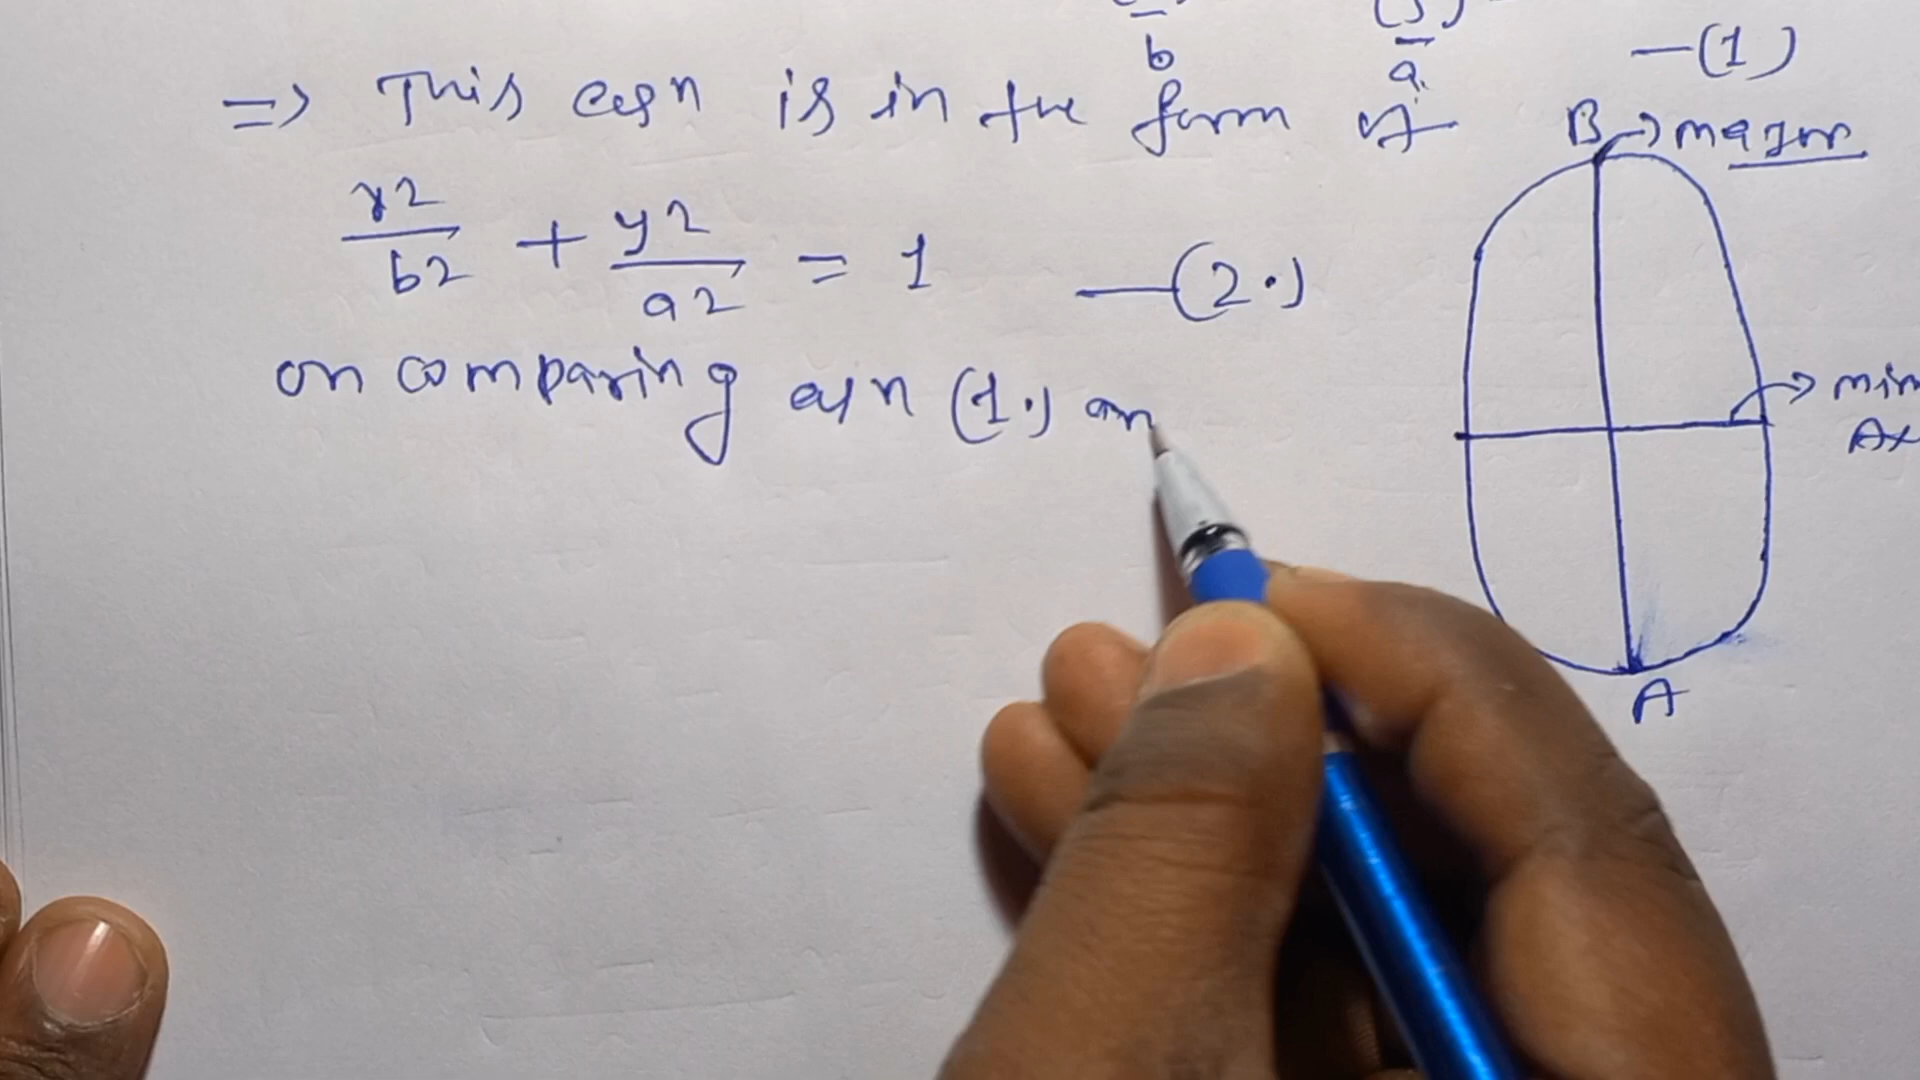 b a
—(1)
=> This eqn is in the form of
B → major
x2/b2 + y2/a2 = 1 —(2.)
on comparing eqn (1.) an
→ min
Ax
A